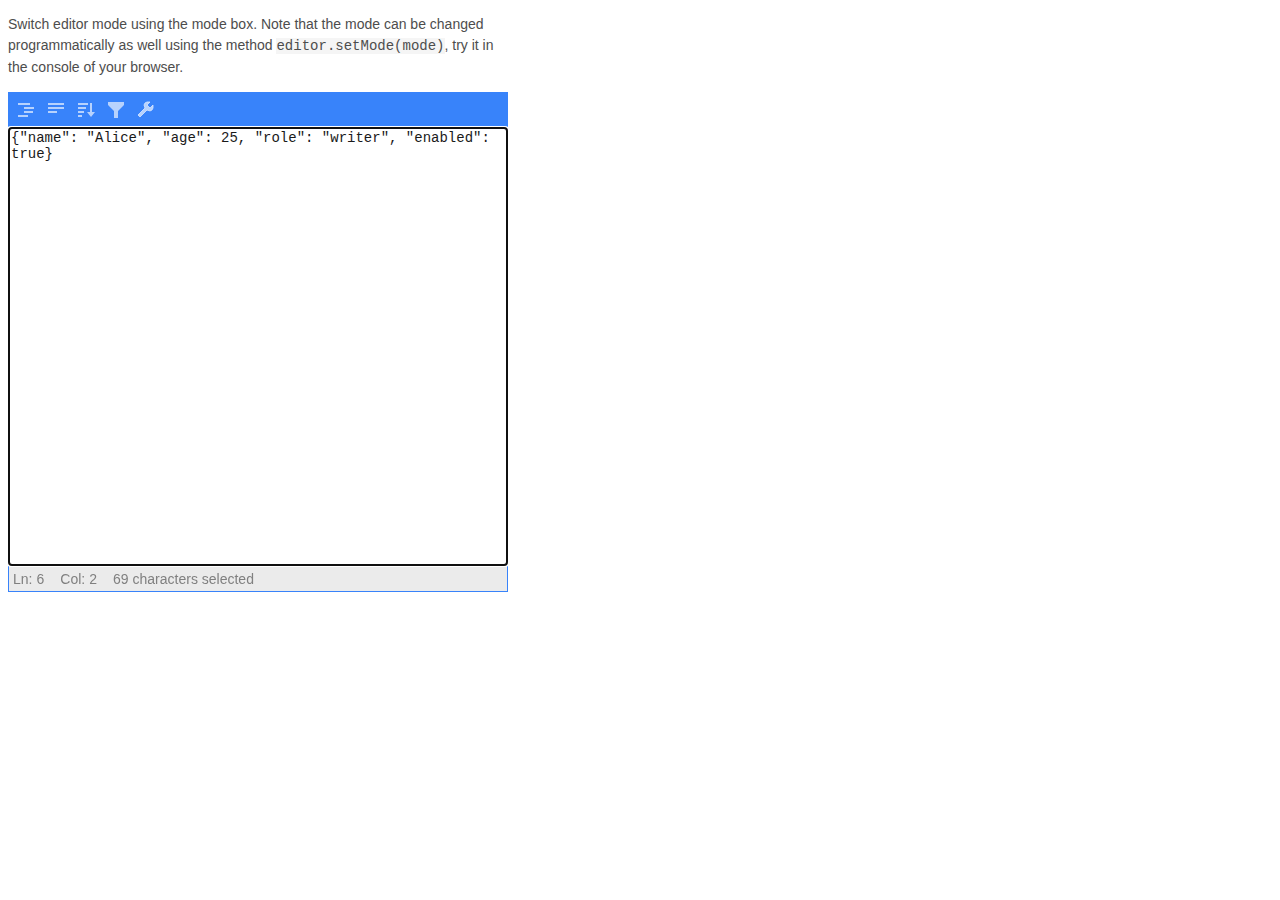 Switch editor mode using the mode box. Note that the mode can be changed
programmatically as well using the method editor.setMode(mode), try it in
the console of your browser.
{"name": "Alice", "age": 25, "role": "writer", "enabled":
true}
Ln: 6 Col: 2 69 characters selected